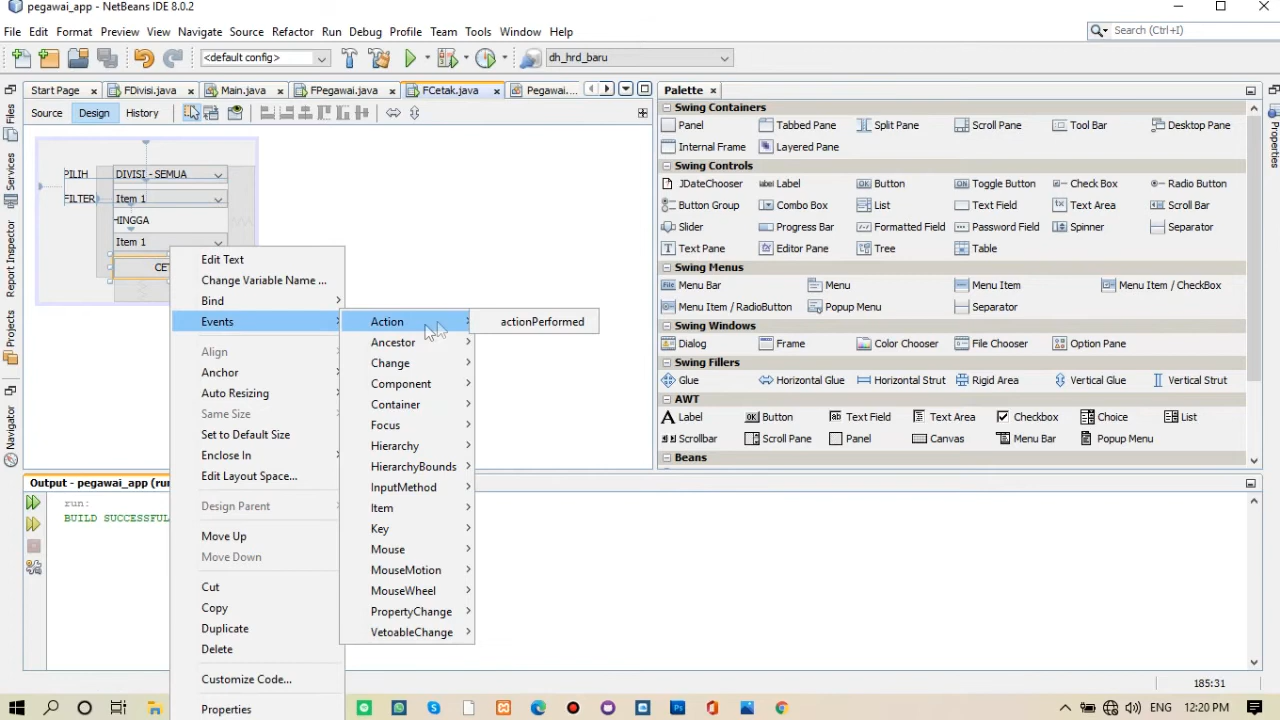 pegawai_app - NetBeans IDE 8.0.2
File Edit Format Preview View Navigate Source Refactor Run Debug Profile Team Tools Window Help
Search (Ctrl+I)
<default config>
dh_hrd_baru
Start Page FDivisi.java Main.java FPegawai.java FCetak.java Pegawai....
Source Design History
PILIH DIVISI - SEMUA
FILTER Item 1
HINGGA
Item 1
CET
Edit Text
Change Variable Name ...
Bind
Events
Align
Anchor
Auto Resizing
Same Size
Set to Default Size
Enclose In
Edit Layout Space...
Design Parent
Move Up
Move Down
Cut
Copy
Duplicate
Delete
Customize Code...
Properties
Action
Ancestor
Change
Component
Container
Focus
Hierarchy
HierarchyBounds
InputMethod
Item
Key
Mouse
MouseMotion
MouseWheel
PropertyChange
VetoableChange
actionPerformed
Palette
Swing Containers
Panel Tabbed Pane Split Pane Scroll Pane Tool Bar Desktop Pane
Internal Frame Layered Pane
Swing Controls
JDateChooser Label Button Toggle Button Check Box Radio Button
Button Group Combo Box List Text Field Text Area Scroll Bar
Slider Progress Bar Formatted Field Password Field Spinner Separator
Text Pane Editor Pane Tree Table
Swing Menus
Menu Bar Menu Menu Item Menu Item / CheckBox
Menu Item / RadioButton Popup Menu Separator
Swing Windows
Dialog Frame Color Chooser File Chooser Option Pane
Swing Fillers
Glue Horizontal Glue Horizontal Strut Rigid Area Vertical Glue Vertical Strut
AWT
Label Button Text Field Text Area Checkbox Choice List
Scrollbar Scroll Pane Panel Canvas Menu Bar Popup Menu
Beans
Files
Services
Report Inspector
Projects
Navigator
Properties
Output - pegawai_app (ru
run:
BUILD SUCCESSFUL
185:31
ENG 12:20 PM